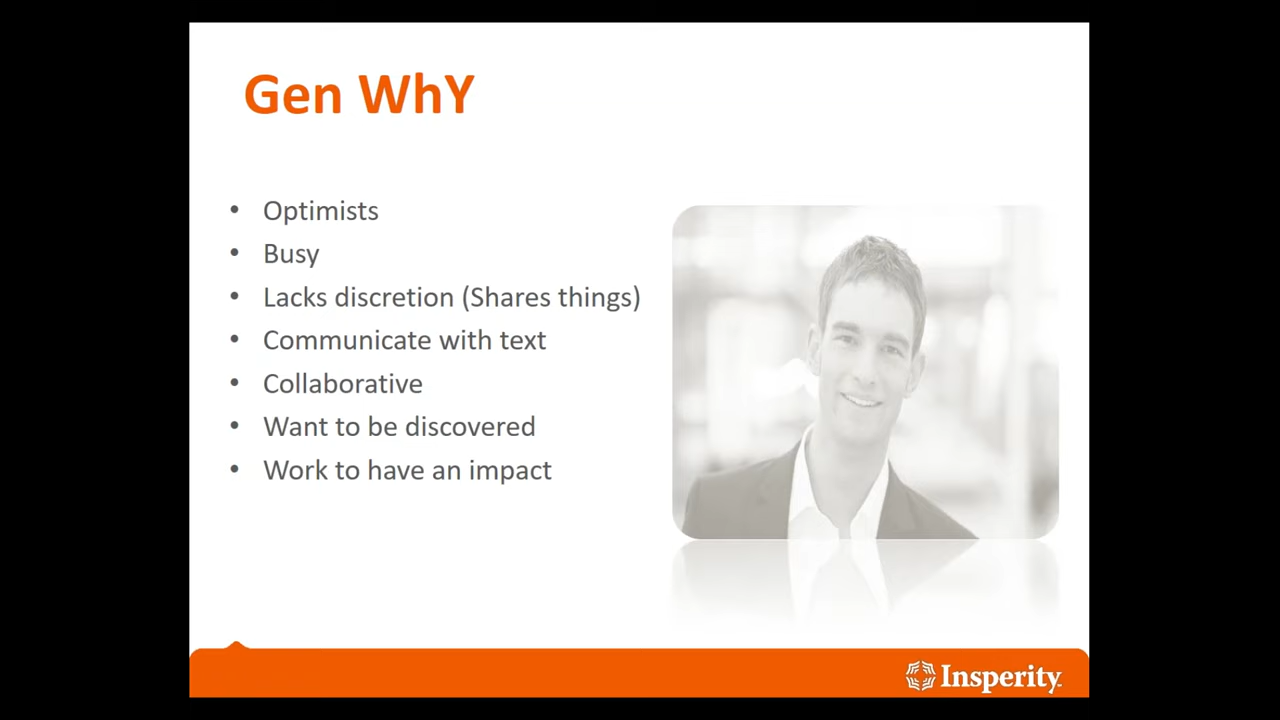 Gen WhY
• Optimists
• Busy
• Lacks discretion (Shares things)
• Communicate with text
• Collaborative
• Want to be discovered
• Work to have an impact
Insperity